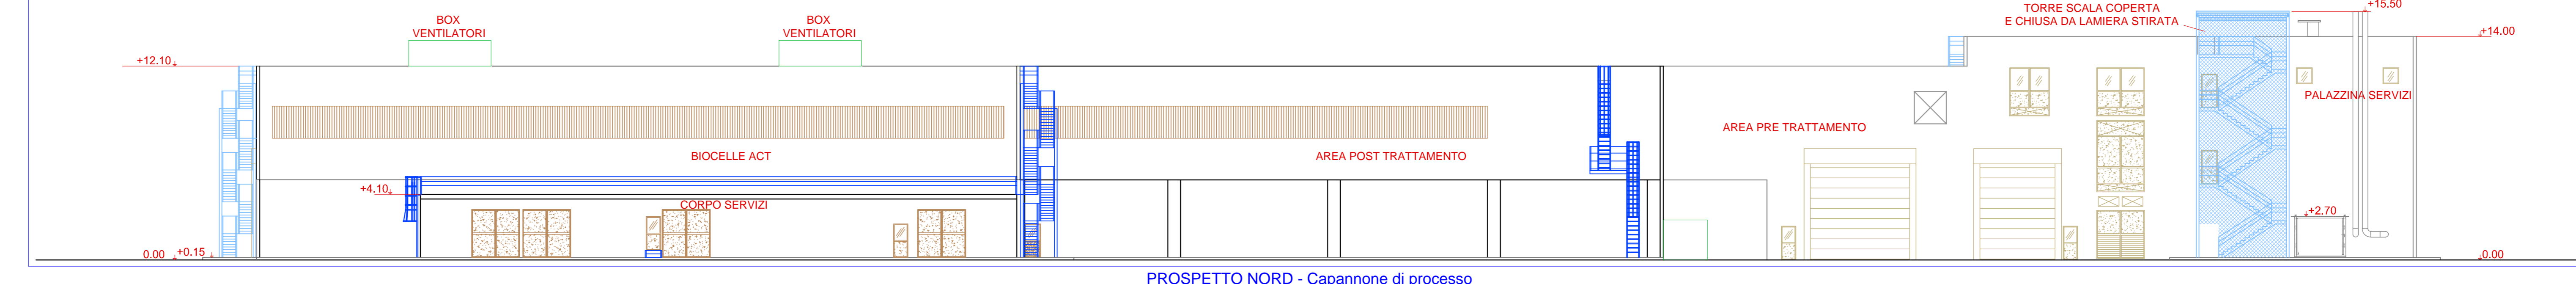 BOX
VENTILATORI
BOX
VENTILATORI
TORRE SCALA COPERTA
E CHIUSA DA LAMIERA STIRATA
+15.50
+14.00
+12.10
PALAZZINA SERVIZI
AREA PRE TRATTAMENTO
BIOCELLE ACT
AREA POST TRATTAMENTO
+4.10
CORPO SERVIZI
+2.70
0.00
+0.15
0.00
PROSPETTO NORD - Capannone di processo